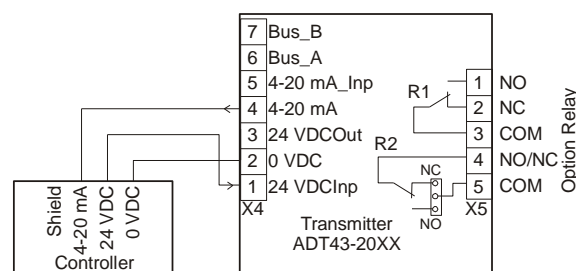 7 Bus_B
6 Bus_A
5 4-20 mA_Inp
4 4-20 mA
3 24 VDCOut
2 0 VDC
1 24 VDCInp
X4
R1
R2
1 NO
2 NC
3 COM
4 NO/NC
5 COM
X5
NC
NO
Option Relay
Transmitter
ADT43-20XX
Shield
4-20 mA
24 VDC
0 VDC
Controller